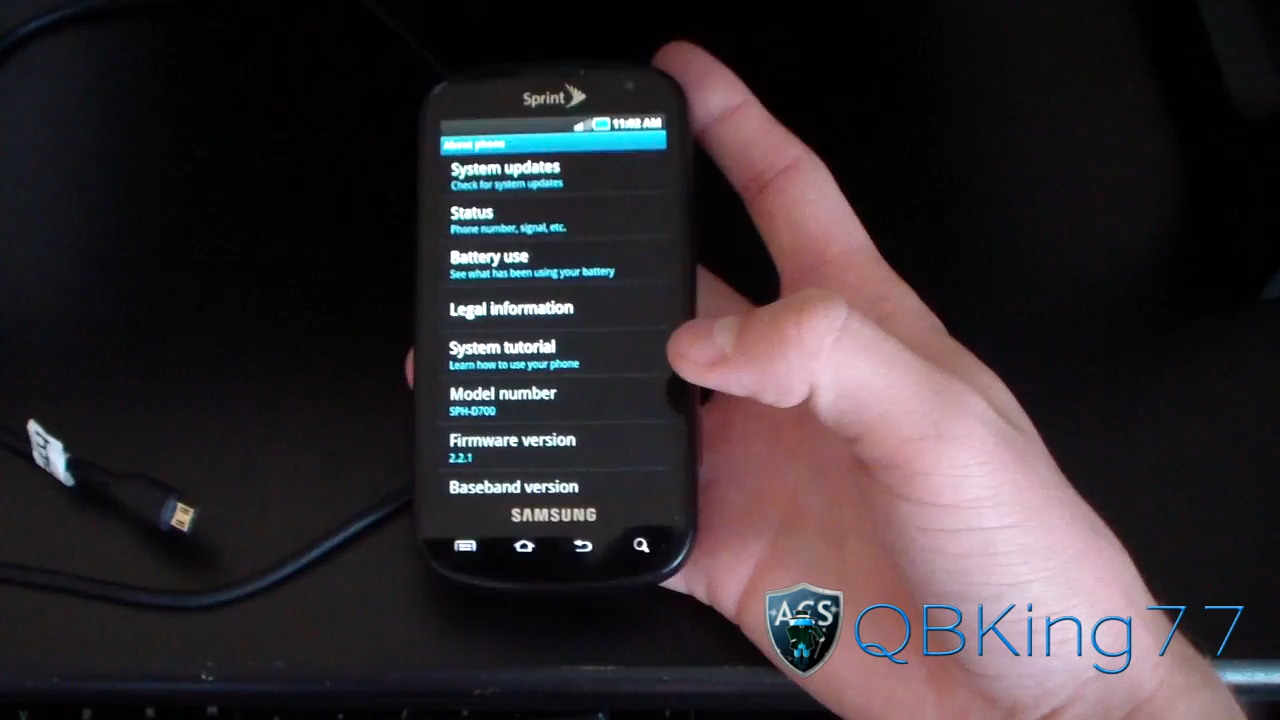 Sprint
11:02 AM
About phone
System updates
Check for system updates
Status
Phone number, signal, etc.
Battery use
See what has been using your battery
Legal information
System tutorial
Learn how to use your phone
Model number
SPH-D700
Firmware version
2.2.1
Baseband version
SAMSUNG
ACS
QBKing77